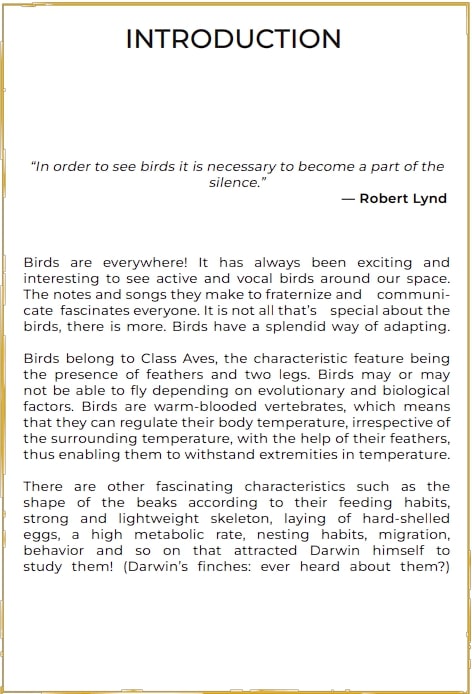 INTRODUCTION
“In order to see birds it is necessary to become a part of the
silence.”
— Robert Lynd
Birds are everywhere! It has always been exciting and
interesting to see active and vocal birds around our space.
The notes and songs they make to fraternize and communi-
cate fascinates everyone. It is not all that’s special about the
birds, there is more. Birds have a splendid way of adapting.
Birds belong to Class Aves, the characteristic feature being
the presence of feathers and two legs. Birds may or may
not be able to fly depending on evolutionary and biological
factors. Birds are warm-blooded vertebrates, which means
that they can regulate their body temperature, irrespective of
the surrounding temperature, with the help of their feathers,
thus enabling them to withstand extremities in temperature.
There are other fascinating characteristics such as the
shape of the beaks according to their feeding habits,
strong and lightweight skeleton, laying of hard-shelled
eggs, a high metabolic rate, nesting habits, migration,
behavior and so on that attracted Darwin himself to
study them! (Darwin’s finches: ever heard about them?)